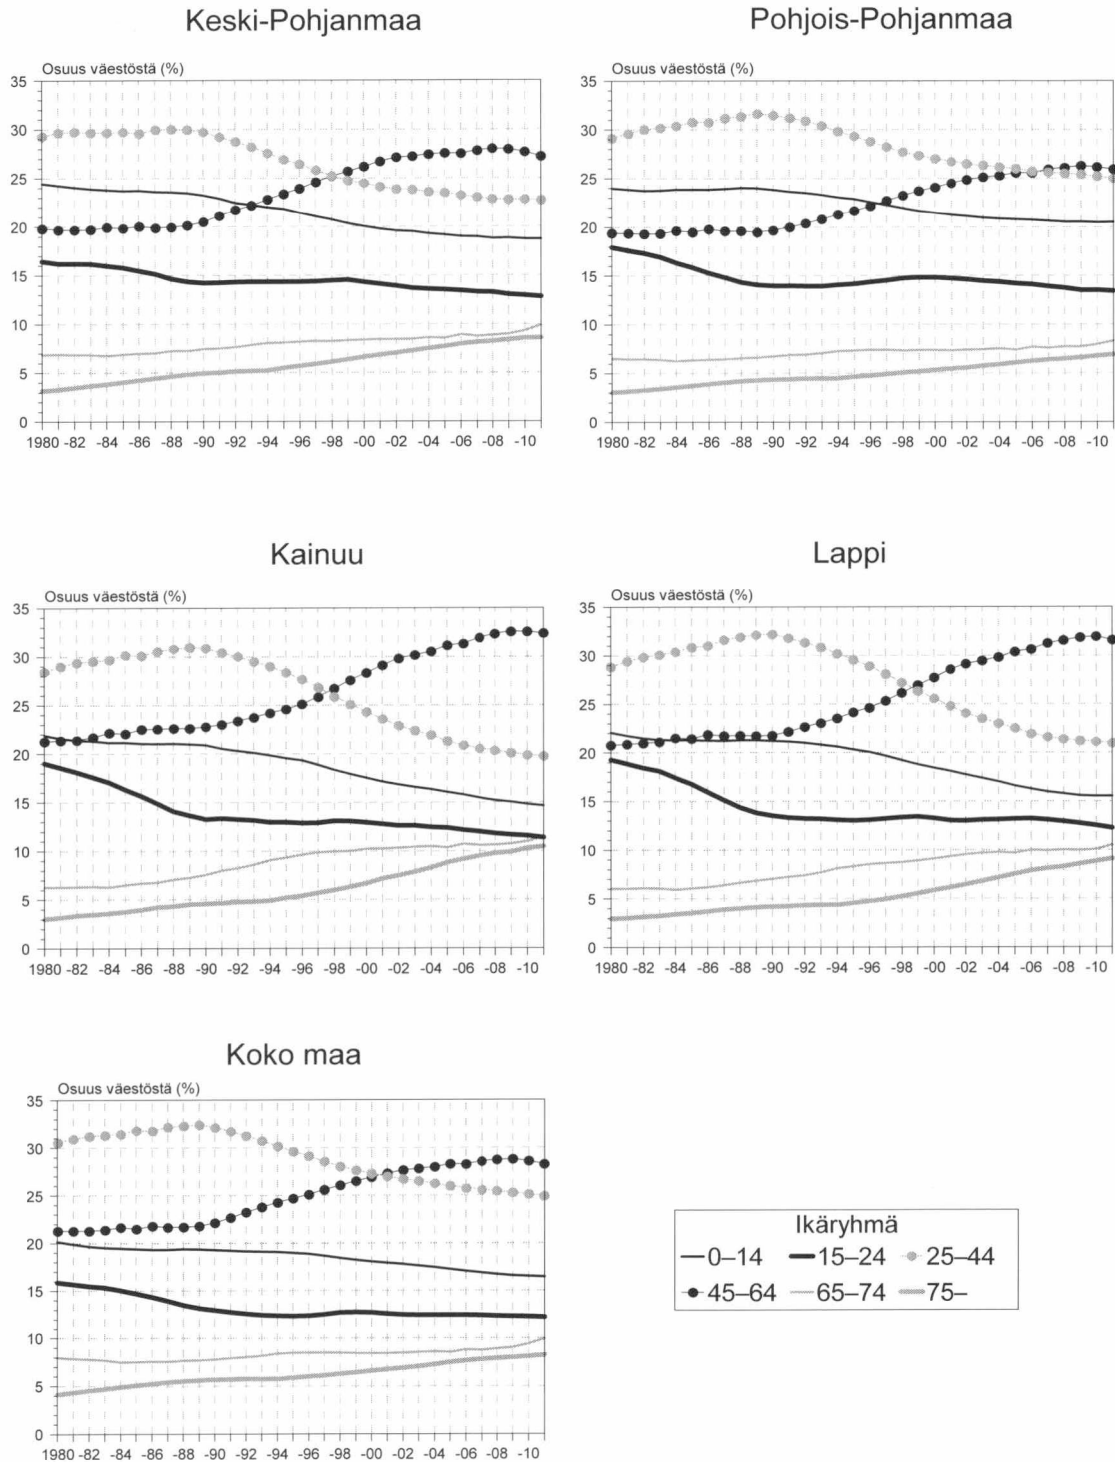 Keski-Pohjanmaa
Osuus väestöstä (%)
35
30
25
20
15
10
5
0
1980 -82 -84 -86 -88 -90 -92 -94 -96 -98 -00 -02 -04 -06 -08 -10
Pohjois-Pohjanmaa
Osuus väestöstä (%)
35
30
25
20
15
10
5
0
1980 -82 -84 -86 -88 -90 -92 -94 -96 -98 -00 -02 -04 -06 -08 -10
Kainuu
Osuus väestöstä (%)
35
30
25
20
15
10
5
0
1980 -82 -84 -86 -88 -90 -92 -94 -96 -98 -00 -02 -04 -06 -08 -10
Lappi
Osuus väestöstä (%)
35
30
25
20
15
10
5
0
1980 -82 -84 -86 -88 -90 -92 -94 -96 -98 -00 -02 -04 -06 -08 -10
Koko maa
Osuus väestöstä (%)
35
30
25
20
15
10
5
0
1980 -82 -84 -86 -88 -90 -92 -94 -96 -98 -00 -02 -04 -06 -08 -10
Ikäryhmä
0–14 15–24 25–44
45–64 65–74 75–